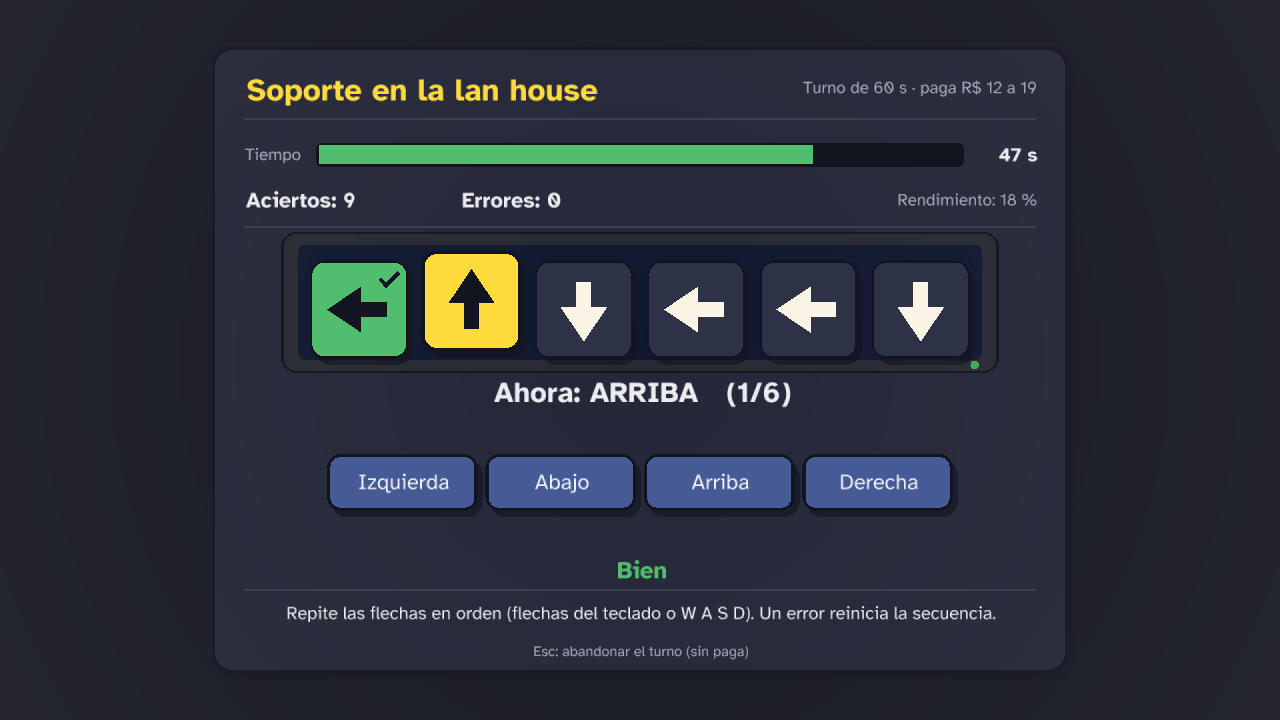 Soporte en la lan house
Turno de 60 s · paga R$ 12 a 19
Tiempo
47 s
Aciertos: 9
Errores: 0
Rendimiento: 18 %
Ahora: ARRIBA (1/6)
Izquierda
Abajo
Arriba
Derecha
Bien
Repite las flechas en orden (flechas del teclado o W A S D). Un error reinicia la secuencia.
Esc: abandonar el turno (sin paga)